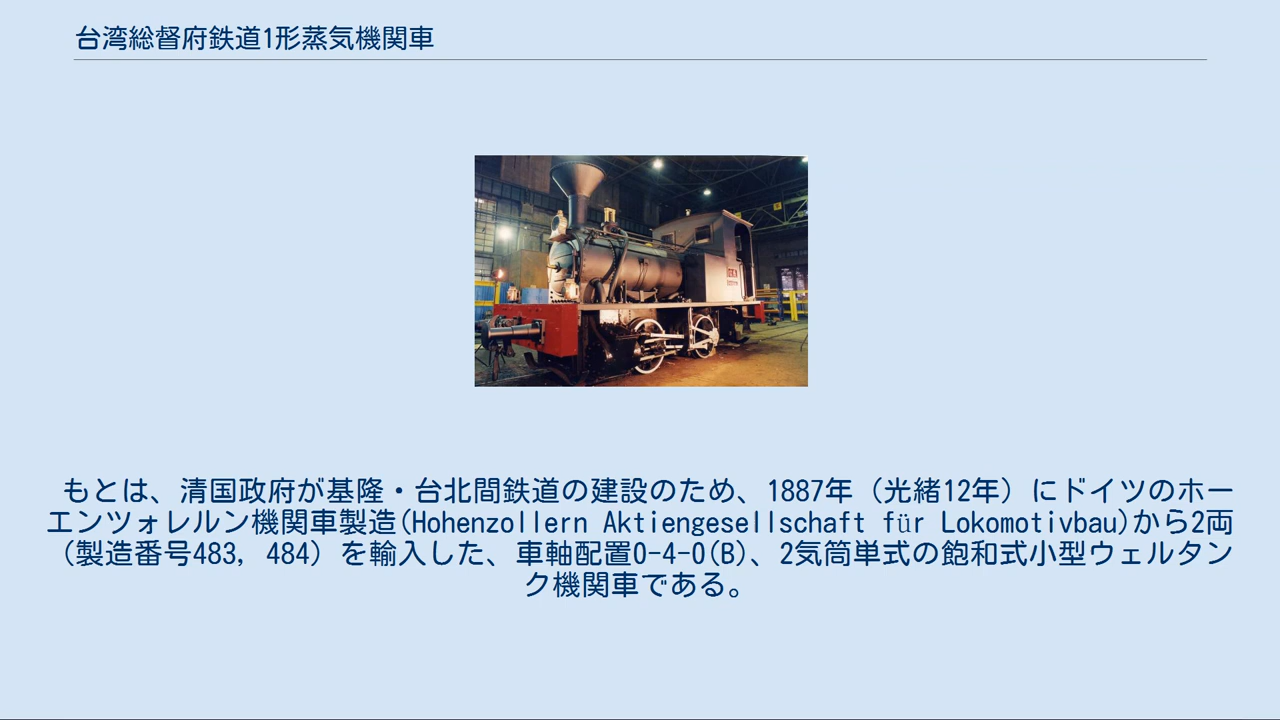 台湾総督府鉄道1形蒸気機関車
もとは、清国政府が基隆・台北間鉄道の建設のため、1887年（光緒12年）にドイツのホー
エンツォレルン機関車製造(Hohenzollern Aktiengesellschaft für Lokomotivbau)から2両
（製造番号483, 484）を輸入した、車軸配置0-4-0(B)、2気筒単式の飽和式小型ウェルタン
ク機関車である。